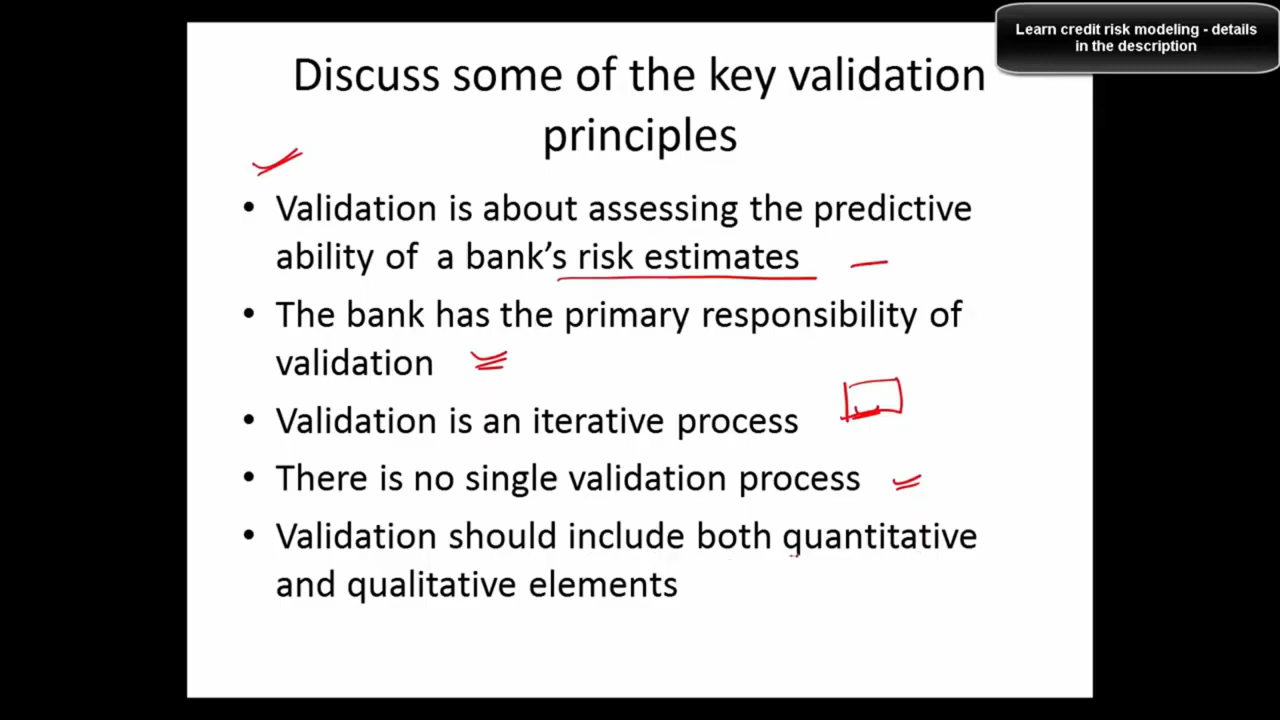 Learn credit risk modeling - details
in the description
Discuss some of the key validation
principles
• Validation is about assessing the predictive
ability of a bank's risk estimates
• The bank has the primary responsibility of
validation
• Validation is an iterative process
• There is no single validation process
• Validation should include both quantitative
and qualitative elements